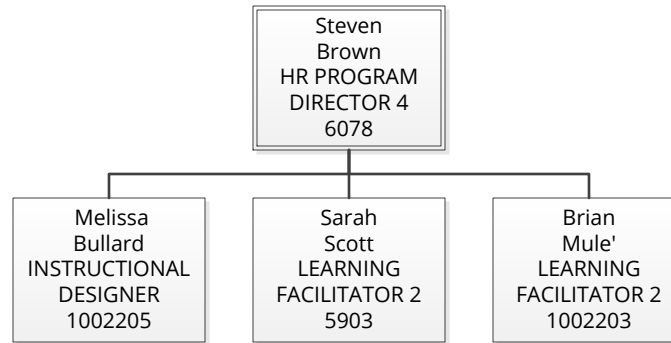 Steven
Brown
HR PROGRAM
DIRECTOR 4
6078
Melissa
Bullard
INSTRUCTIONAL
DESIGNER
1002205
Sarah
Scott
LEARNING
FACILITATOR 2
5903
Brian
Mule'
LEARNING
FACILITATOR 2
1002203